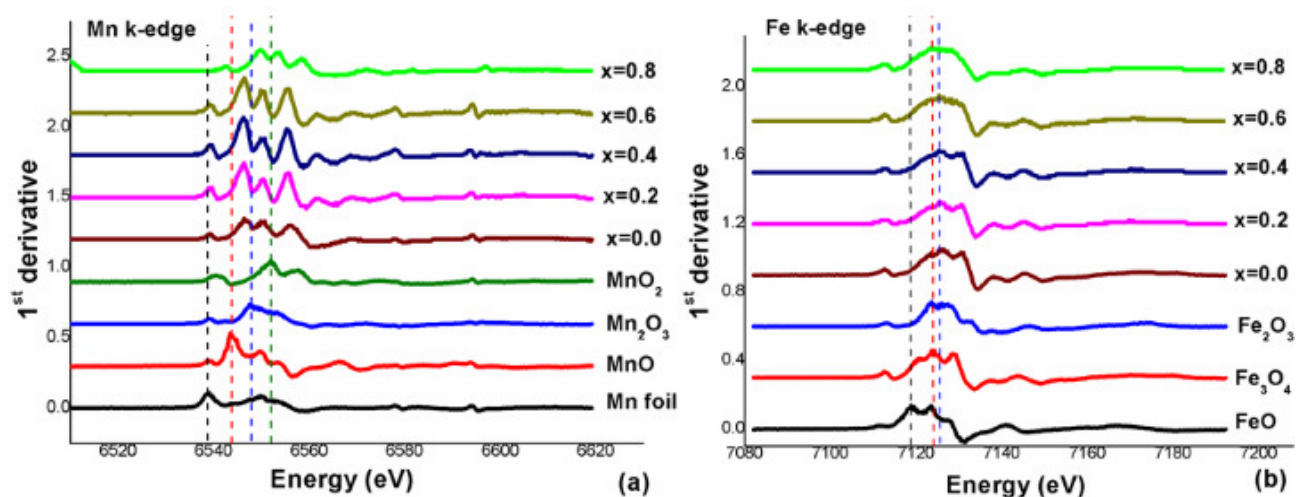 Mn k-edge
2.5
2.0
1.5
1.0
0.5
0.0
1st derivative
x=0.8
x=0.6
x=0.4
x=0.2
x=0.0
MnO2
Mn2O3
MnO
Mn foil
6520 6540 6560 6580 6600 6620
Energy (eV)
(a)
Fe k-edge
2.0
1.6
1.2
0.8
0.4
0.0
1st derivative
x=0.8
x=0.6
x=0.4
x=0.2
x=0.0
Fe2O3
Fe3O4
FeO
7080 7100 7120 7140 7160 7180 7200
Energy (eV)
(b)